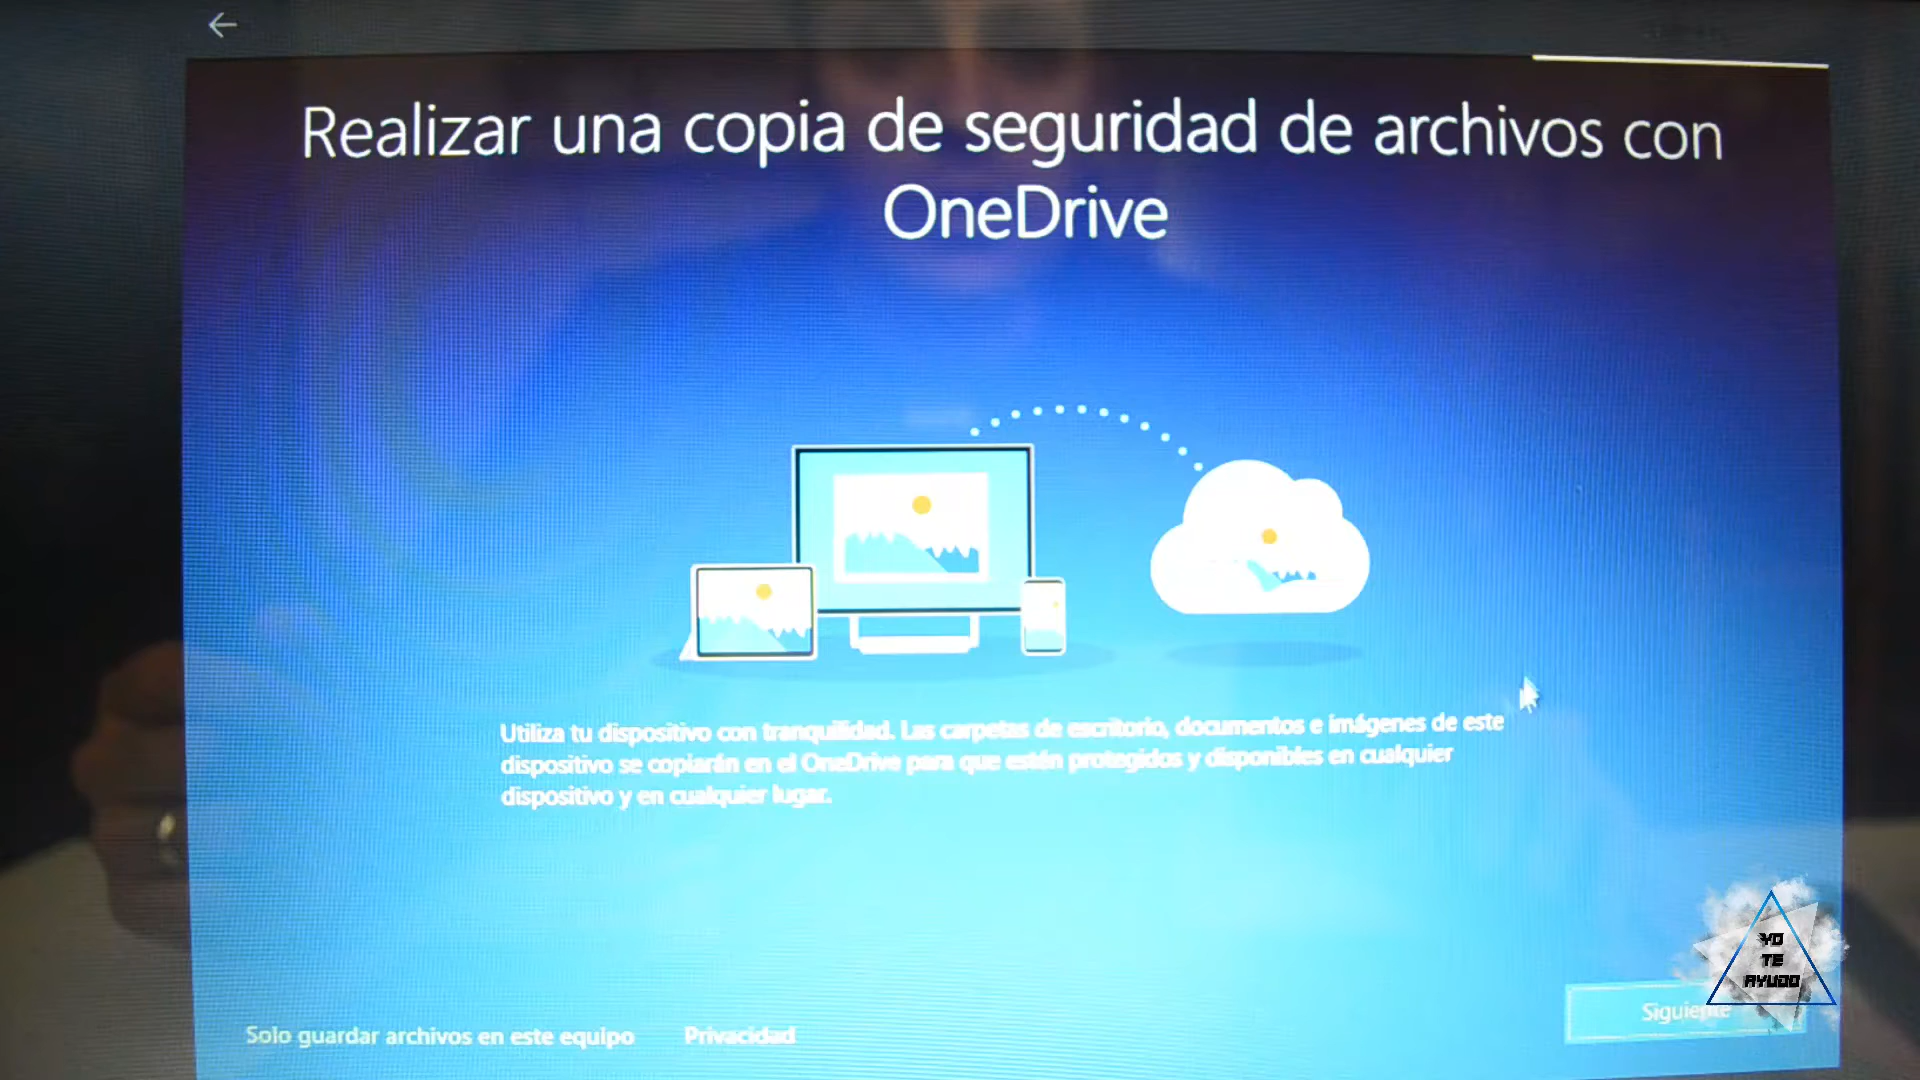 Realizar una copia de seguridad de archivos con
OneDrive
Utiliza tu dispositivo con tranquilidad. Las carpetas de escritorio, documentos e imágenes de este
dispositivo se copiarán en el OneDrive para que estén protegidos y disponibles en cualquier
dispositivo y en cualquier lugar.
YO
TE
AYUDO
Siguiente
Solo guardar archivos en este equipo Privacidad